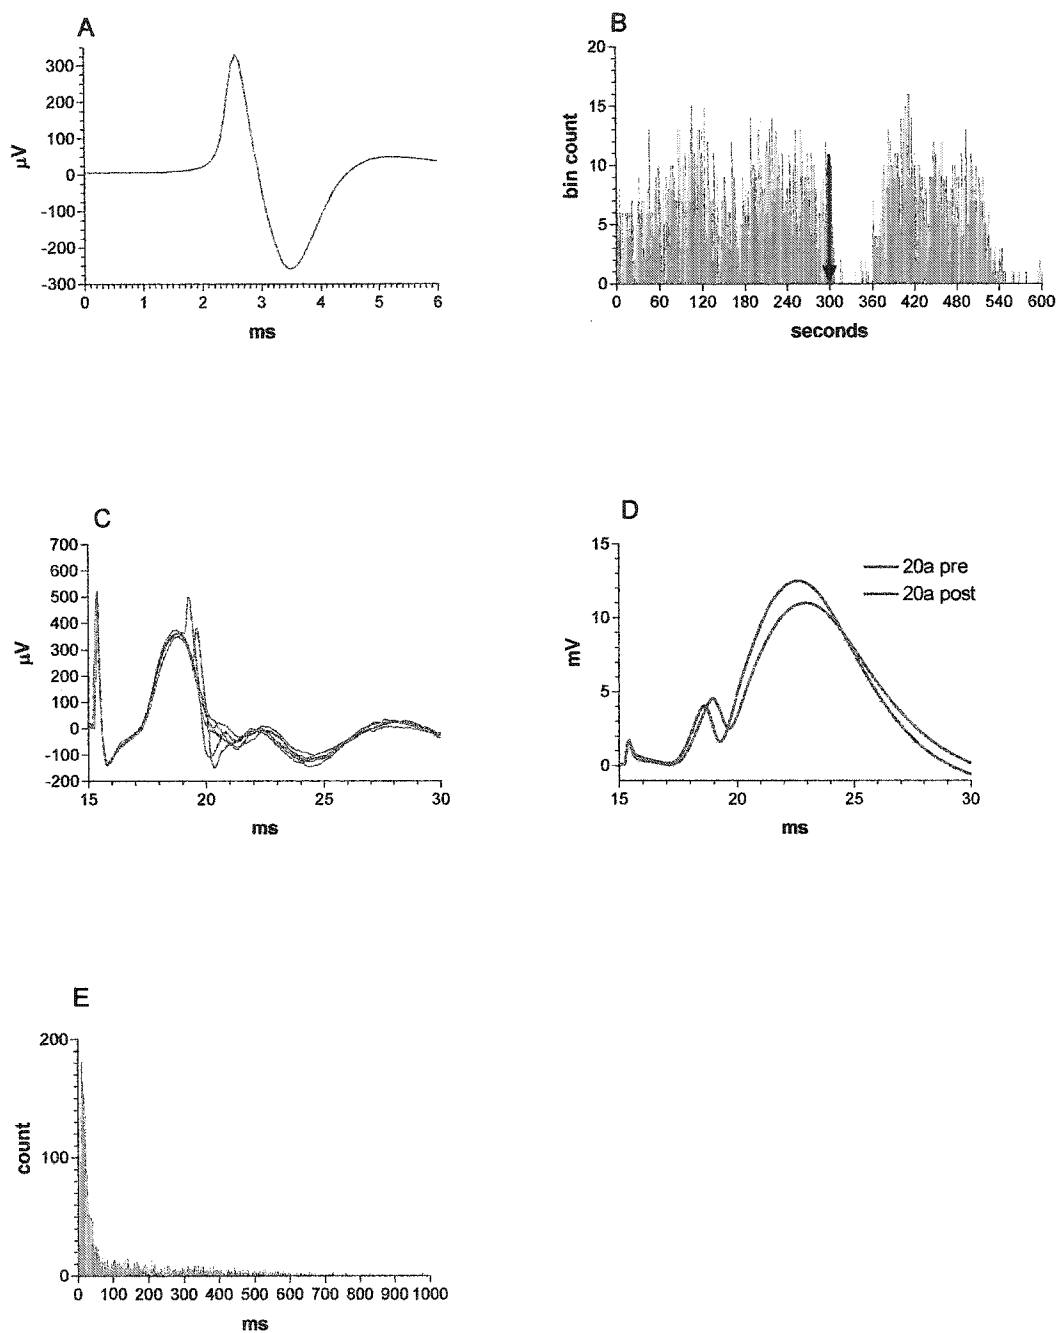 A
300
200
100
0
-100
-200
-300
µV
0 1 2 3 4 5 6
ms
B
20
15
10
5
0
bin count
0 60 120 180 240 300 360 420 480 540 600
seconds
C
700
600
500
400
300
200
100
0
-100
-200
µV
15 20 25 30
ms
D
15
10
5
0
mV
20a pre
20a post
15 20 25 30
ms
E
200
100
0
count
0 100 200 300 400 500 600 700 800 900 1000
ms